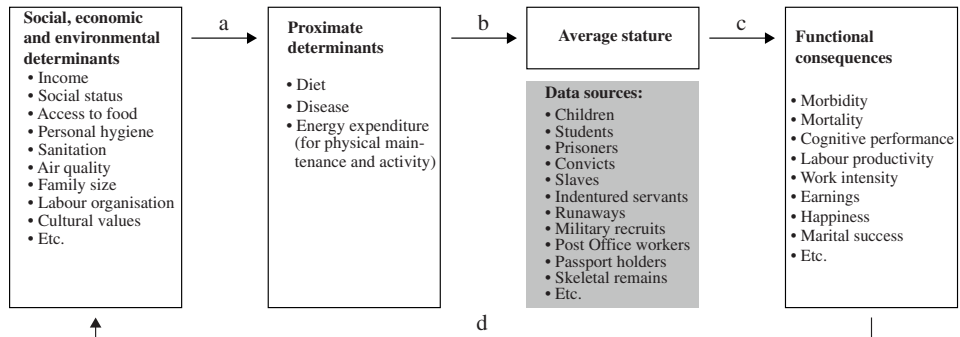 Social, economic
and environmental
determinants
• Income
• Social status
• Access to food
• Personal hygiene
• Sanitation
• Air quality
• Family size
• Labour organisation
• Cultural values
• Etc.
a
Proximate
determinants
• Diet
• Disease
• Energy expenditure
(for physical main-
tenance and activity)
b
Average stature
Data sources:
• Children
• Students
• Prisoners
• Convicts
• Slaves
• Indentured servants
• Runaways
• Military recruits
• Post Office workers
• Passport holders
• Skeletal remains
• Etc.
c
Functional
consequences
• Morbidity
• Mortality
• Cognitive performance
• Labour productivity
• Work intensity
• Earnings
• Happiness
• Marital success
• Etc.
d